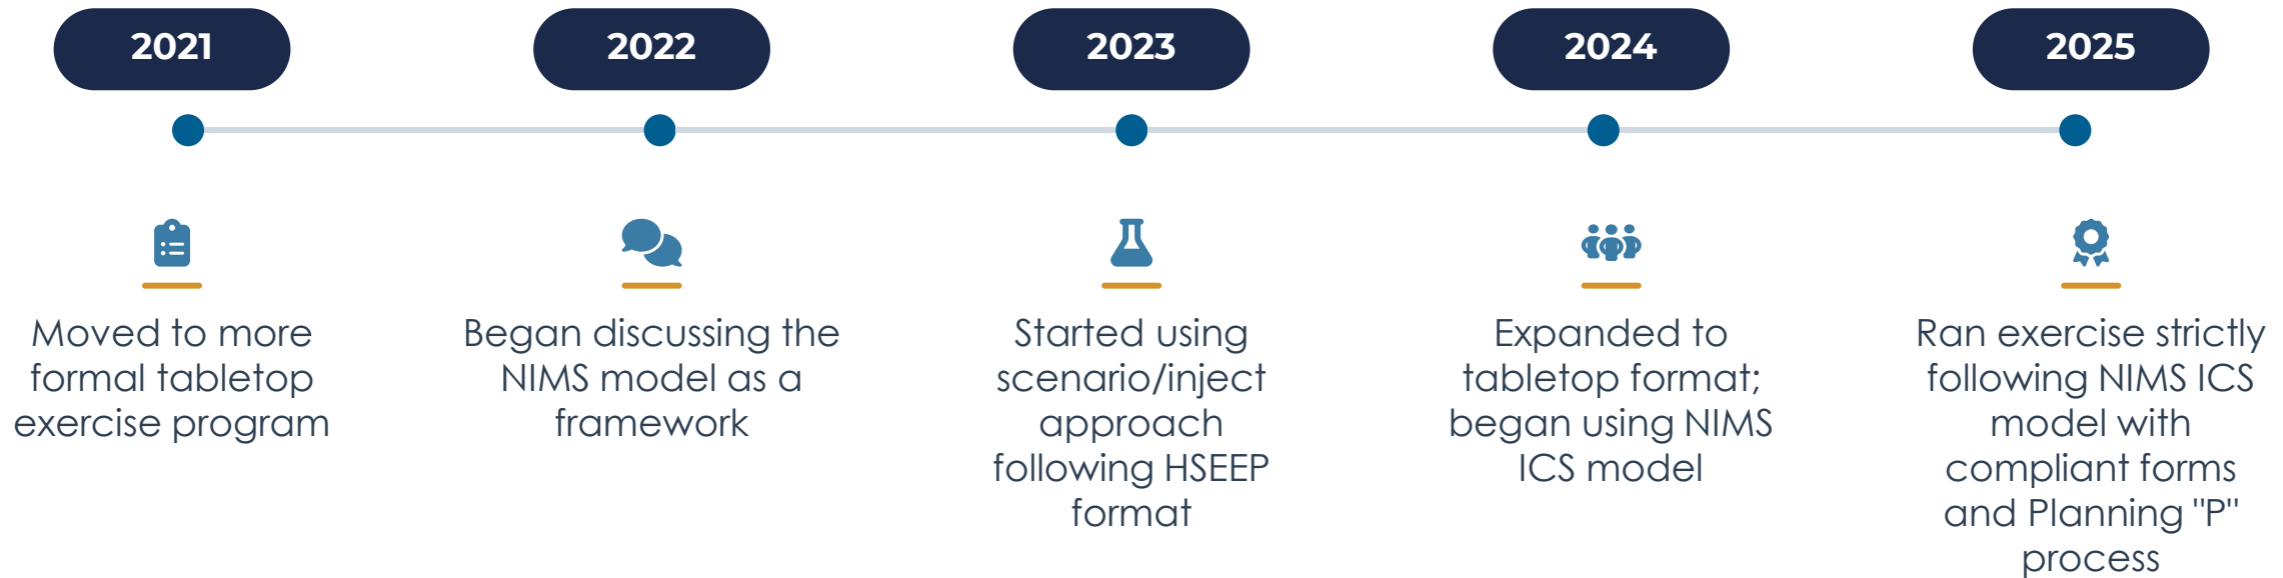 2021
2022
2023
2024
2025
Moved to more
formal tabletop
exercise program
Began discussing the
NIMS model as a
framework
Started using
scenario/inject
approach
following HSEEP
format
Expanded to
tabletop format;
began using NIMS
ICS model
Ran exercise strictly
following NIMS ICS
model with
compliant forms
and Planning "P"
process